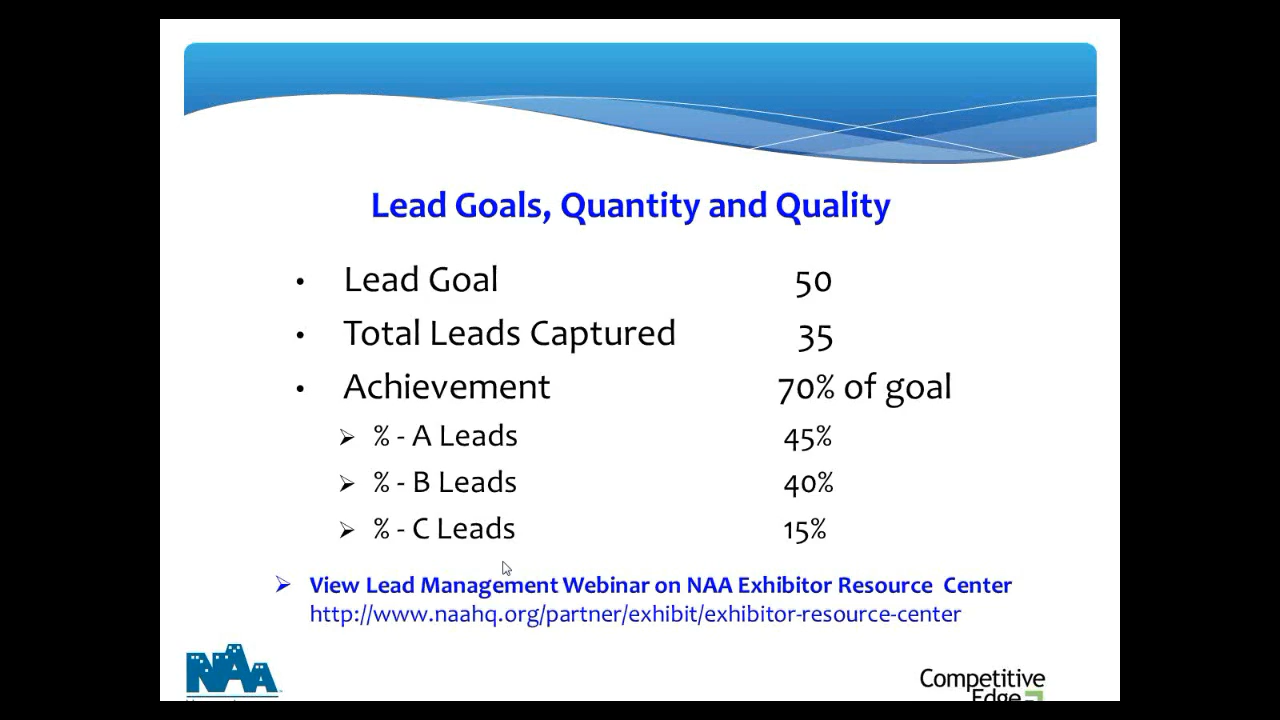 Lead Goals, Quantity and Quality
• Lead Goal 50
• Total Leads Captured 35
• Achievement 70% of goal
➢ % - A Leads 45%
➢ % - B Leads 40%
➢ % - C Leads 15%
➢ View Lead Management Webinar on NAA Exhibitor Resource Center
http://www.naahq.org/partner/exhibit/exhibitor-resource-center
NAA
Competitive
Edge